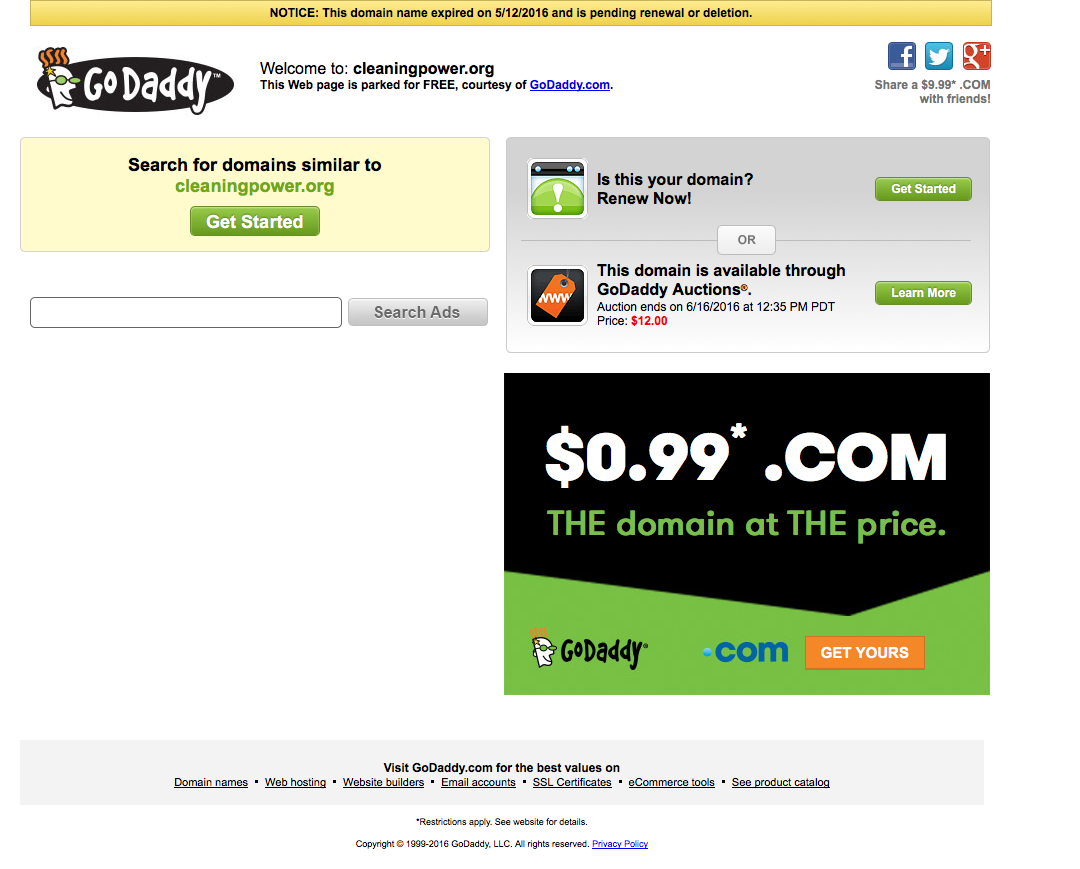 NOTICE: This domain name expired on 5/12/2016 and is pending renewal or deletion.
GoDaddy™
Welcome to: cleaningpower.org
This Web page is parked for FREE, courtesy of GoDaddy.com.
f
g+
Share a $9.99* .COM
with friends!
Search for domains similar to
cleaningpower.org
Get Started
Search Ads
Is this your domain?
Renew Now!
Get Started
OR
www
This domain is available through
GoDaddy Auctions®.
Auction ends on 6/16/2016 at 12:35 PM PDT
Price: $12.00
Learn More
$0.99* .COM
THE domain at THE price.
GoDaddy®
.com
GET YOURS
Visit GoDaddy.com for the best values on
Domain names ▪ Web hosting ▪ Website builders ▪ Email accounts ▪ SSL Certificates ▪ eCommerce tools ▪ See product catalog
*Restrictions apply. See website for details.
Copyright © 1999-2016 GoDaddy, LLC. All rights reserved. Privacy Policy